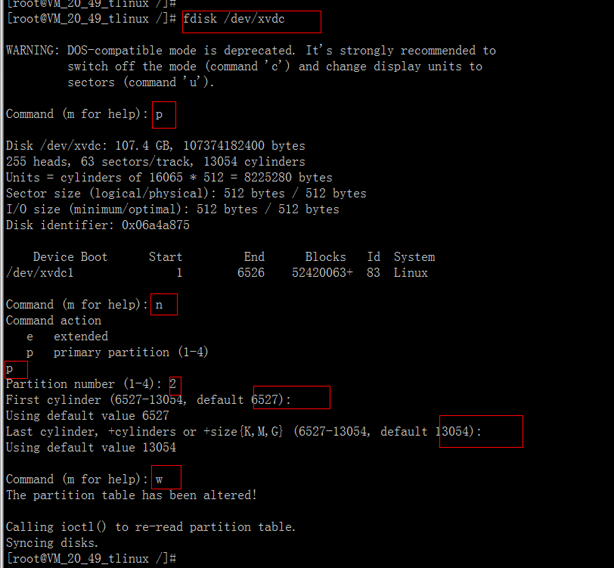 [root@VM_20_49_tlinux /]#
[root@VM_20_49_tlinux /]# fdisk /dev/xvdc
WARNING: DOS-compatible mode is deprecated. It's strongly recommended to
switch off the mode (command 'c') and change display units to
sectors (command 'u').
Command (m for help): p
Disk /dev/xvdc: 107.4 GB, 107374182400 bytes
255 heads, 63 sectors/track, 13054 cylinders
Units = cylinders of 16065 * 512 = 8225280 bytes
Sector size (logical/physical): 512 bytes / 512 bytes
I/O size (minimum/optimal): 512 bytes / 512 bytes
Disk identifier: 0x06a4a875
Device Boot Start End Blocks Id System
/dev/xvdc1 1 6526 52420063+ 83 Linux
Command (m for help): n
Command action
e extended
p primary partition (1-4)
p
Partition number (1-4): 2
First cylinder (6527-13054, default 6527):
Using default value 6527
Last cylinder, +cylinders or +size{K,M,G} (6527-13054, default 13054):
Using default value 13054
Command (m for help): w
The partition table has been altered!
Calling ioctl() to re-read partition table.
Syncing disks.
[root@VM_20_49_tlinux /]#